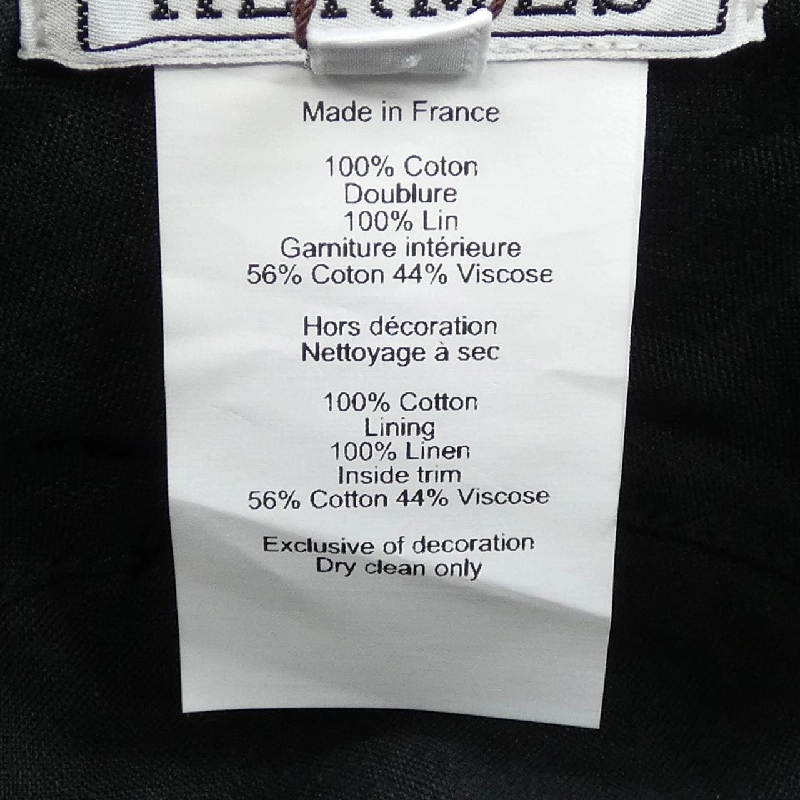 HERMES
Made in France
100% Coton
Doublure
100% Lin
Garniture intérieure
56% Coton 44% Viscose
Hors décoration
Nettoyage à sec
100% Cotton
Lining
100% Linen
Inside trim
56% Cotton 44% Viscose
Exclusive of decoration
Dry clean only